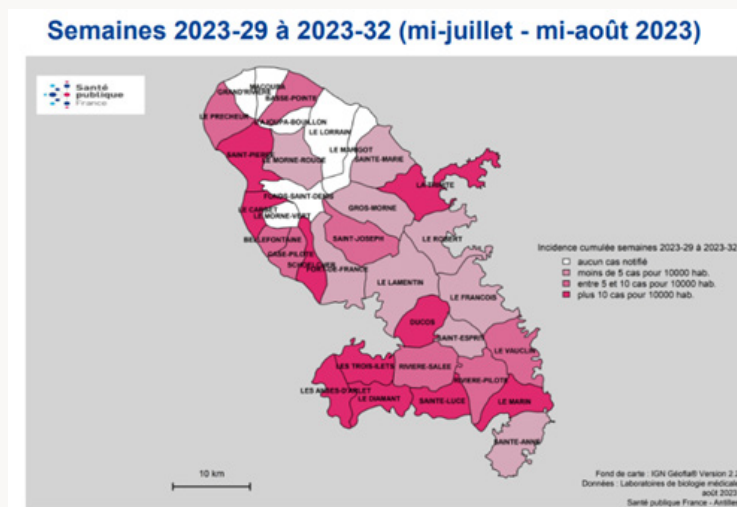 Semaines 2023-29 à 2023-32 (mi-juillet - mi-août 2023)
Santé
publique
France
MACOUBA
GRAND'RIVIERE
BASSE-POINTE
LE PRECHEUR
AJOUPA-BOUILLON
LE LORRAIN
LE MARIGOT
SAINT-PIERRE
LE MORNE-ROUGE
SAINTE-MARIE
LA TRINITE
FONDS-SAINT-DENIS
LE CARBET
LE MORNE-VERT
GROS-MORNE
BELLEFONTAINE
SAINT-JOSEPH
LE ROBERT
CASE-PILOTE
SCHOELCHER
FORT-DE-FRANCE
LE LAMENTIN
LE FRANCOIS
DUCOS
SAINT-ESPRIT
LE VAUCLIN
LES TROIS-ILETS
RIVIERE-SALEE
RIVIERE-PILOTE
LES ANSES-D'ARLET
LE DIAMANT
SAINTE-LUCE
LE MARIN
SAINTE-ANNE
Incidence cumulée semaines 2023-29 à 2023-32
aucun cas notifié
moins de 5 cas pour 10000 hab.
entre 5 et 10 cas pour 10000 hab.
plus 10 cas pour 10000 hab.
10 km
Fond de carte : IGN Géofla® Version 2.2
Données : Laboratoires de biologie médicale
août 2023
Santé publique France - Antilles